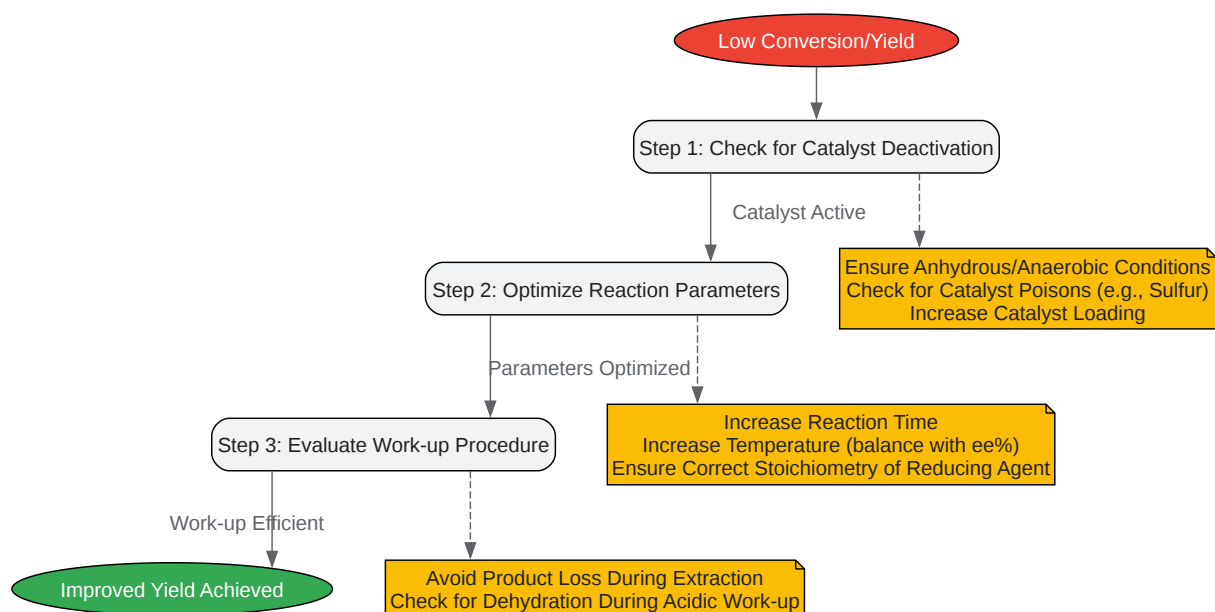 Low Conversion/Yield
Step 1: Check for Catalyst Deactivation
Catalyst Active
Ensure Anhydrous/Anaerobic Conditions
Check for Catalyst Poisons (e.g., Sulfur)
Increase Catalyst Loading
Step 2: Optimize Reaction Parameters
Parameters Optimized
Increase Reaction Time
Increase Temperature (balance with ee%)
Ensure Correct Stoichiometry of Reducing Agent
Step 3: Evaluate Work-up Procedure
Work-up Efficient
Avoid Product Loss During Extraction
Check for Dehydration During Acidic Work-up
Improved Yield Achieved